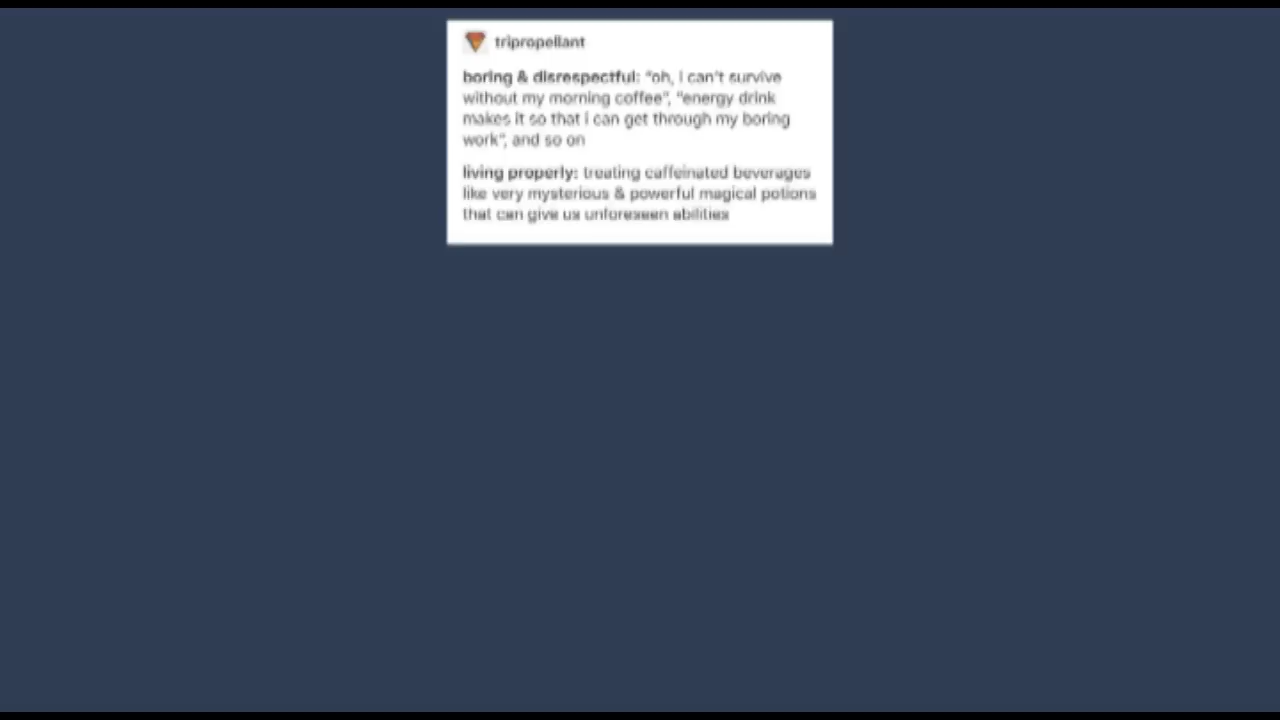 tripropellant
boring & disrespectful: "oh, i can't survive
without my morning coffee", "energy drink
makes it so that i can get through my boring
work", and so on
living properly: treating caffeinated beverages
like very mysterious & powerful magical potions
that can give us unforeseen abilities